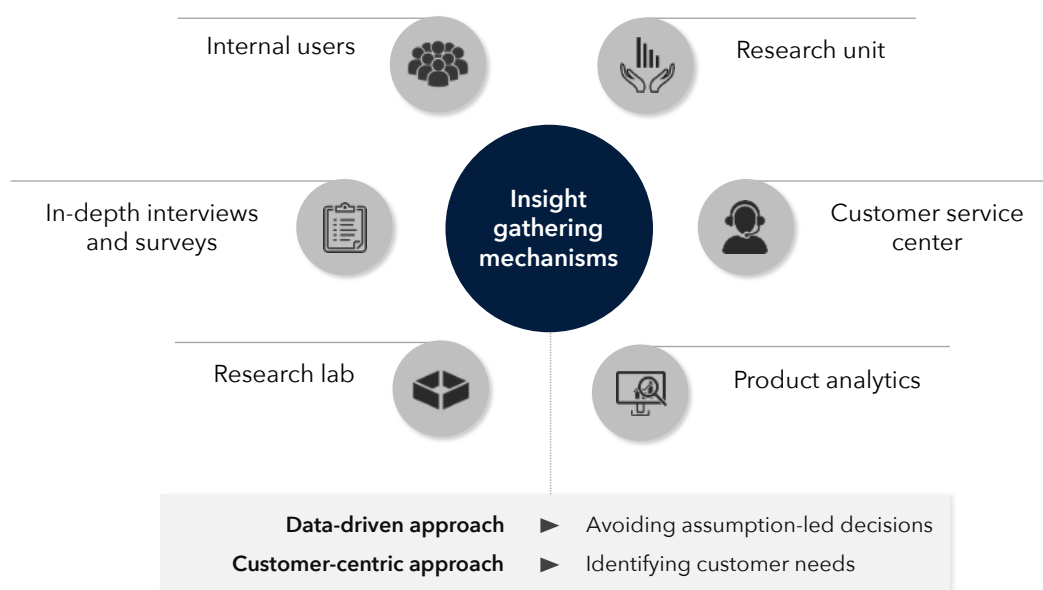 Internal users
Research unit
Insight
gathering
mechanisms
In-depth interviews
and surveys
Customer service
center
Research lab
Product analytics
Data-driven approach ► Avoiding assumption-led decisions
Customer-centric approach ► Identifying customer needs